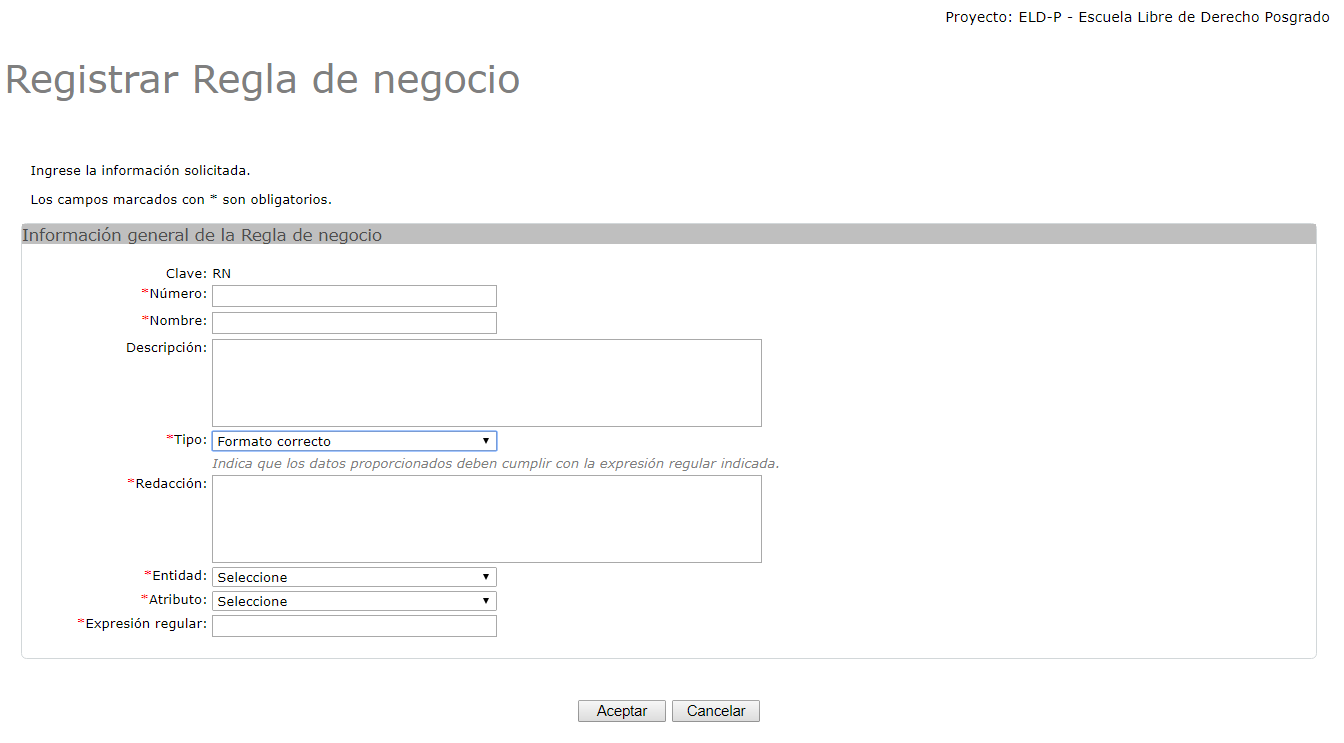 Proyecto: ELD-P - Escuela Libre de Derecho Posgrado
Registrar Regla de negocio
Ingrese la información solicitada.
Los campos marcados con * son obligatorios.
Información general de la Regla de negocio
Clave: RN
*Número:
*Nombre:
Descripción:
*Tipo: Formato correcto
Indica que los datos proporcionados deben cumplir con la expresión regular indicada.
*Redacción:
*Entidad: Seleccione
*Atributo: Seleccione
*Expresión regular:
Aceptar Cancelar